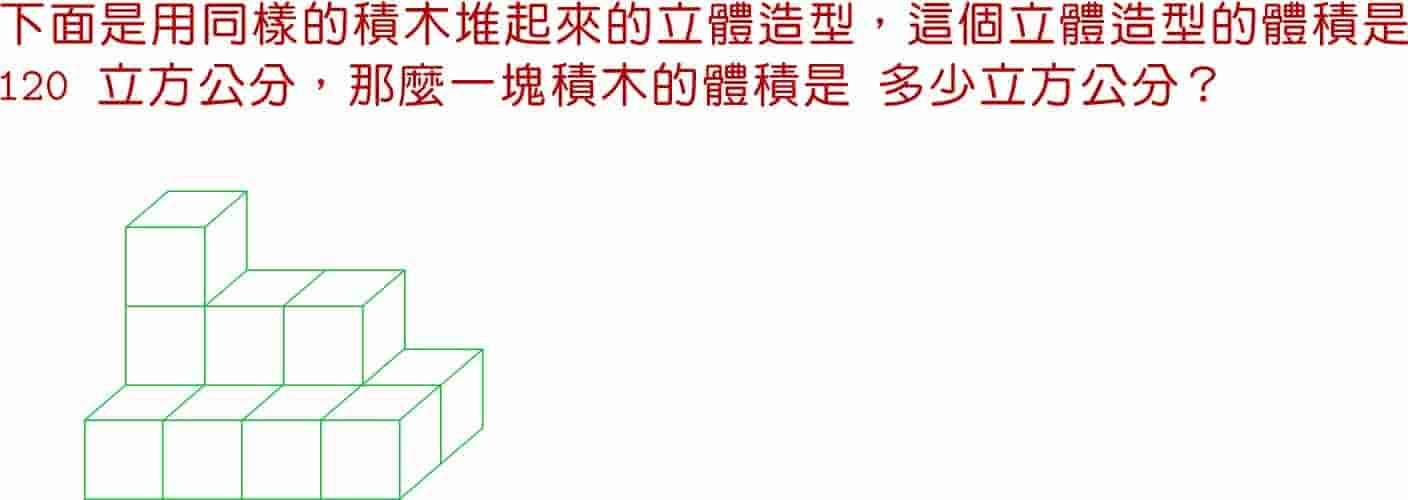 下面是用同樣的積木堆起來的立體造型，這個立體造型的體積是
120 立方公分，那麼一塊積木的體積是 多少立方公分？